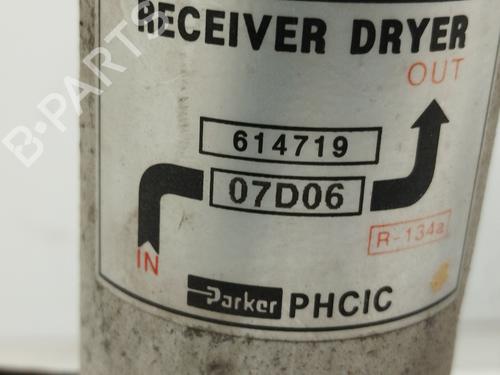 RECEIVER DRYER
OUT
614719
07D06
R-134a
IN
Parker PHCIC
B-PARTS